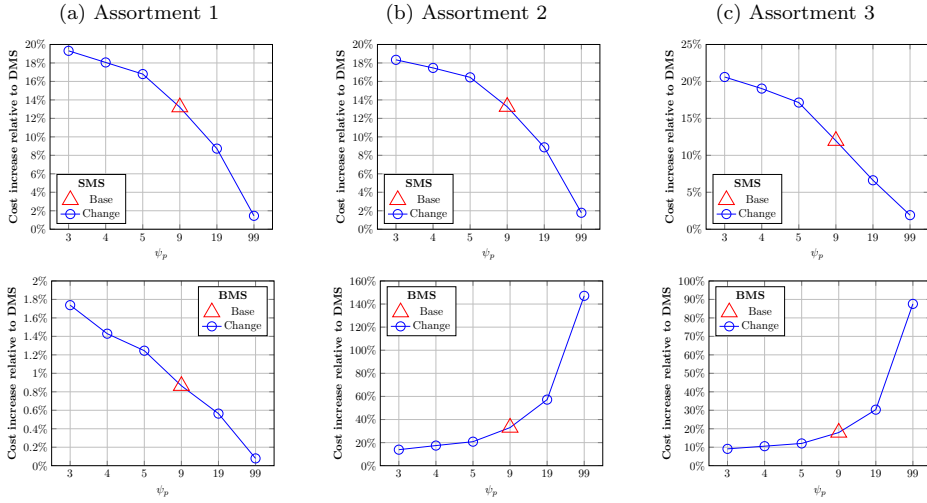 (a) Assortment 1
(b) Assortment 2
(c) Assortment 3
Cost increase relative to DMS
20%
18%
16%
14%
12%
10%
8%
6%
4%
2%
0%
SMS
Base
Change
3 4 5 9 19 99
ψp
Cost increase relative to DMS
20%
18%
16%
14%
12%
10%
8%
6%
4%
2%
0%
SMS
Base
Change
3 4 5 9 19 99
ψp
Cost increase relative to DMS
25%
20%
15%
10%
5%
0%
SMS
Base
Change
3 4 5 9 19 99
ψp
Cost increase relative to DMS
2%
1.8%
1.6%
1.4%
1.2%
1%
0.8%
0.6%
0.4%
0.2%
0%
BMS
Base
Change
3 4 5 9 19 99
ψp
Cost increase relative to DMS
160%
140%
120%
100%
80%
60%
40%
20%
0%
BMS
Base
Change
3 4 5 9 19 99
ψp
Cost increase relative to DMS
100%
90%
80%
70%
60%
50%
40%
30%
20%
10%
0%
BMS
Base
Change
3 4 5 9 19 99
ψp